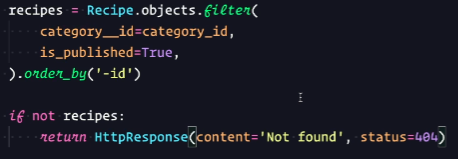 recipes = Recipe.objects.filter(
    category__id=category_id,
    is_published=True,
).order_by('-id')

if not recipes:
    return HttpResponse(content='Not found', status=404)